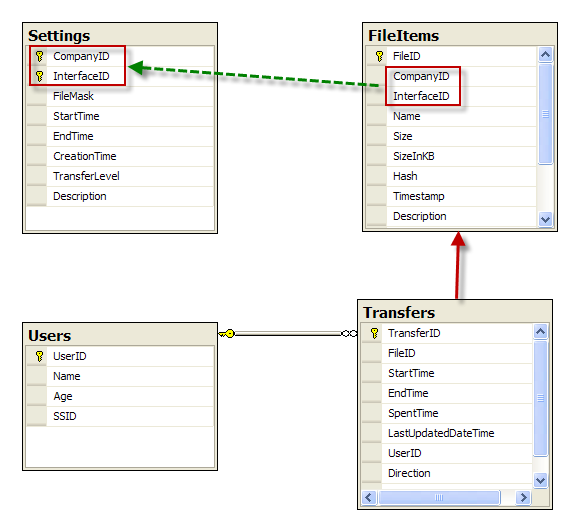 Settings
CompanyID
InterfaceID
FileMask
StartTime
EndTime
CreationTime
TransferLevel
Description
FileItems
FileID
CompanyID
InterfaceID
Name
Size
SizeInKB
Hash
Timestamp
Description
Users
UserID
Name
Age
SSID
Transfers
TransferID
FileID
StartTime
EndTime
SpentTime
LastUpdatedDateTime
UserID
Direction